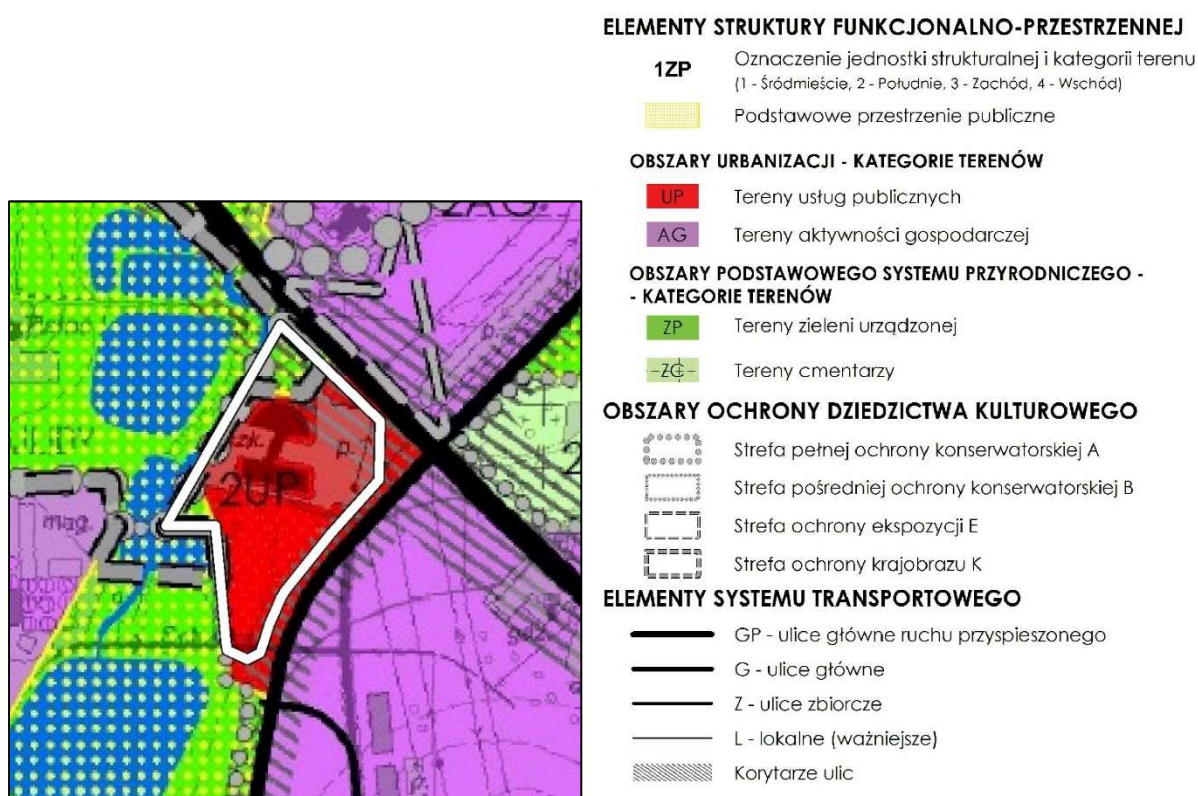 ELEMENTY STRUKTURY FUNKCJONALNO-PRZESTRZENNEJ
1ZP Oznaczenie jednostki strukturalnej i kategorii terenu
(1 - Śródmieście, 2 - Południe, 3 - Zachód, 4 - Wschód)
Podstawowe przestrzenie publiczne
OBSZARY URBANIZACJI - KATEGORIE TERENÓW
UP Tereny usług publicznych
AG Tereny aktywności gospodarczej
OBSZARY PODSTAWOWEGO SYSTEMU PRZYRODNICZEGO -
- KATEGORIE TERENÓW
ZP Tereny zieleni urządzonej
ZC Tereny cmentarzy
OBSZARY OCHRONY DZIEDZICTWA KULTUROWEGO
Strefa pełnej ochrony konserwatorskiej A
Strefa pośredniej ochrony konserwatorskiej B
Strefa ochrony ekspozycji E
Strefa ochrony krajobrazu K
ELEMENTY SYSTEMU TRANSPORTOWEGO
GP - ulice główne ruchu przyspieszonego
G - ulice główne
Z - ulice zbiorcze
L - lokalne (ważniejsze)
Korytarze ulic
szk.
p.
2UP
mag.